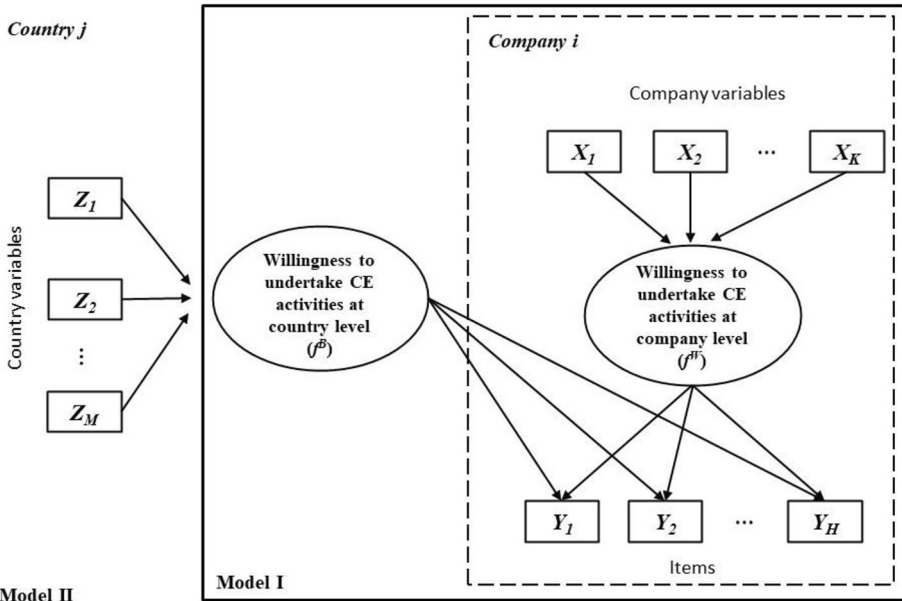 Country j
Company i
Company variables
X1 X2 ... XK
Country variables
Z1
Z2
...
ZM
Willingness to
undertake CE
activities at
country level
(fB)
Willingness to
undertake CE
activities at
company level
(fW)
Y1 Y2 ... YH
Items
Model I
Model II